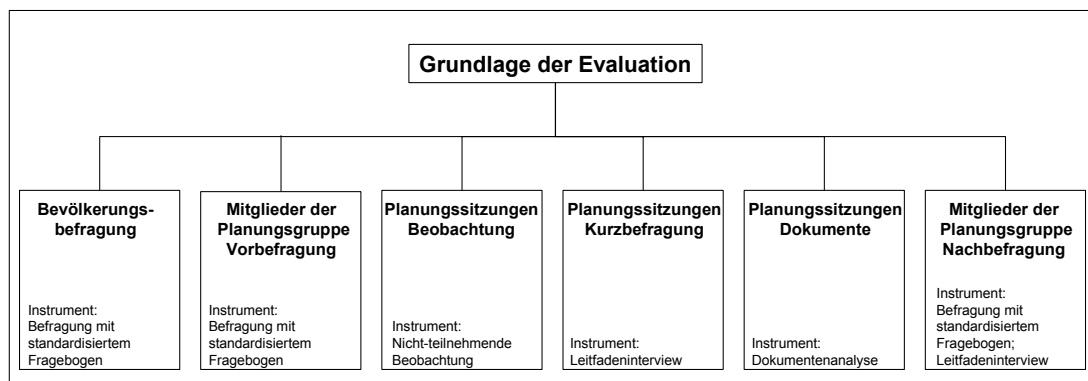 Grundlage der Evaluation
Bevölkerungs-
befragung
Instrument:
Befragung mit
standardisiertem
Fragebogen
Mitglieder der
Planungsgruppe
Vorbefragung
Instrument:
Befragung mit
standardisiertem
Fragebogen
Planungssitzungen
Beobachtung
Instrument:
Nicht-teilnehmende
Beobachtung
Planungssitzungen
Kurzbefragung
Instrument:
Leitfadeninterview
Planungssitzungen
Dokumente
Instrument:
Dokumentenanalyse
Mitglieder der
Planungsgruppe
Nachbefragung
Instrument:
Befragung mit
standardisiertem
Fragebogen;
Leitfadeninterview